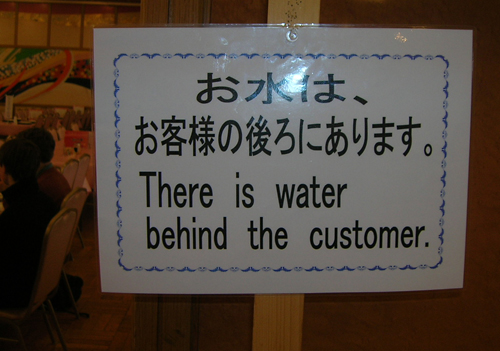 お水は、
お客様の後ろにあります。
There is water
behind the customer.